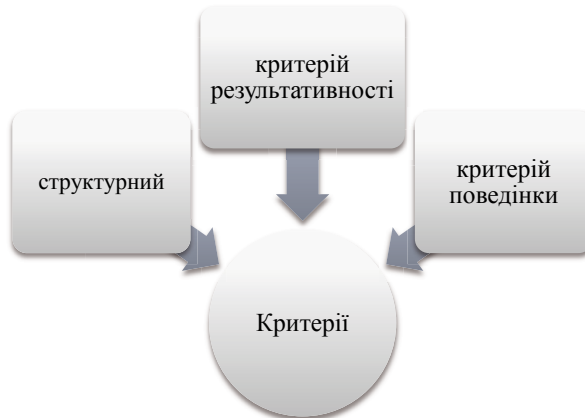 критерій
результативності
структурний
критерій
поведінки
Критерії